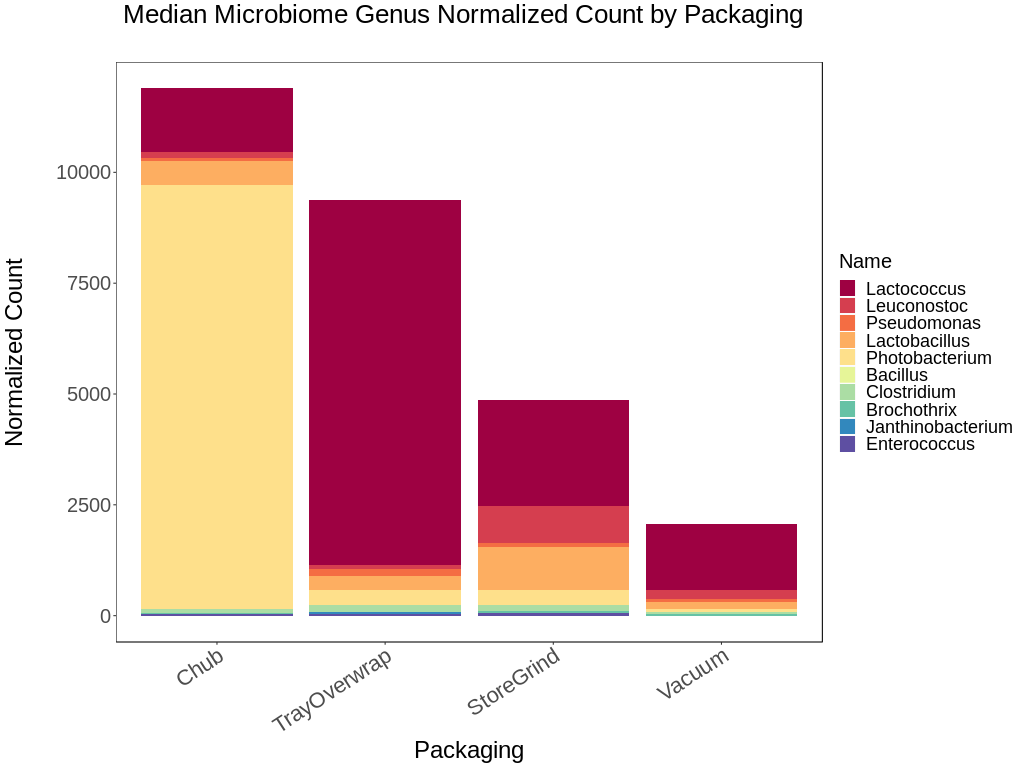 Median Microbiome Genus Normalized Count by Packaging
Normalized Count
10000
7500
5000
2500
0
Chub
TrayOverwrap
StoreGrind
Vacuum
Packaging
Name
Lactococcus
Leuconostoc
Pseudomonas
Lactobacillus
Photobacterium
Bacillus
Clostridium
Brochothrix
Janthinobacterium
Enterococcus